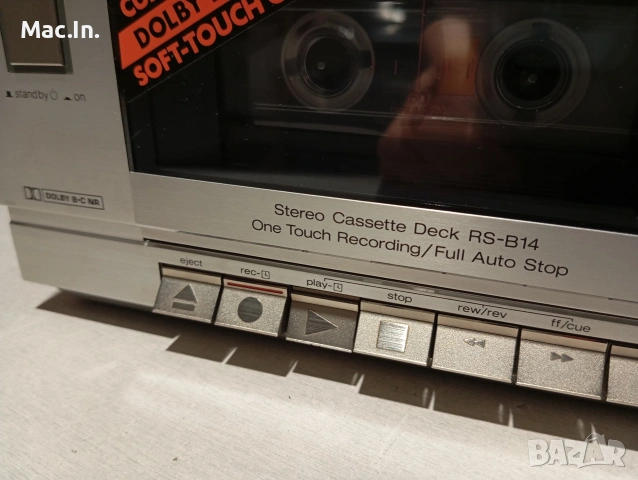 Mac.In.
DOLBY
SOFT-TOUCH
standby on
DOLBY B-C NR
Stereo Cassette Deck RS-B14
One Touch Recording/Full Auto Stop
eject rec- play- stop rew/rev ff/cue
BAZAR